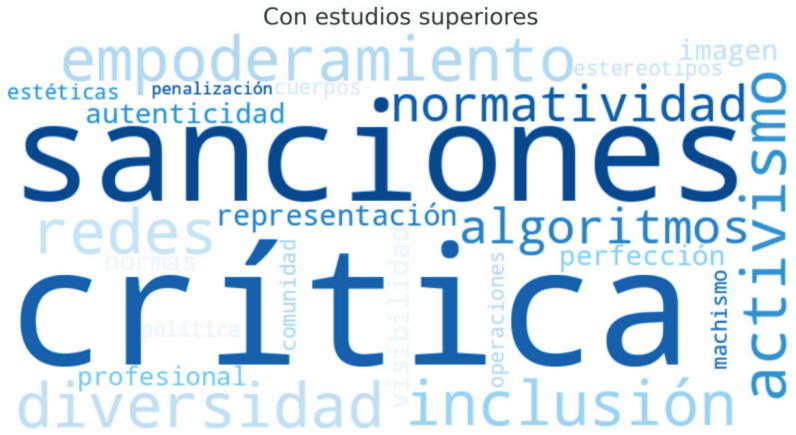 Con estudios superiores
empoderamiento
imagen
estereotipos
estéticas
penalización
cuerpos
autenticidad
normatividad
sanciones
activismo
redes
representación
algoritmos
normas
perfección
crítica
comunidad
visibilidad
operaciones
machismo
política
profesional
diversidad
inclusión